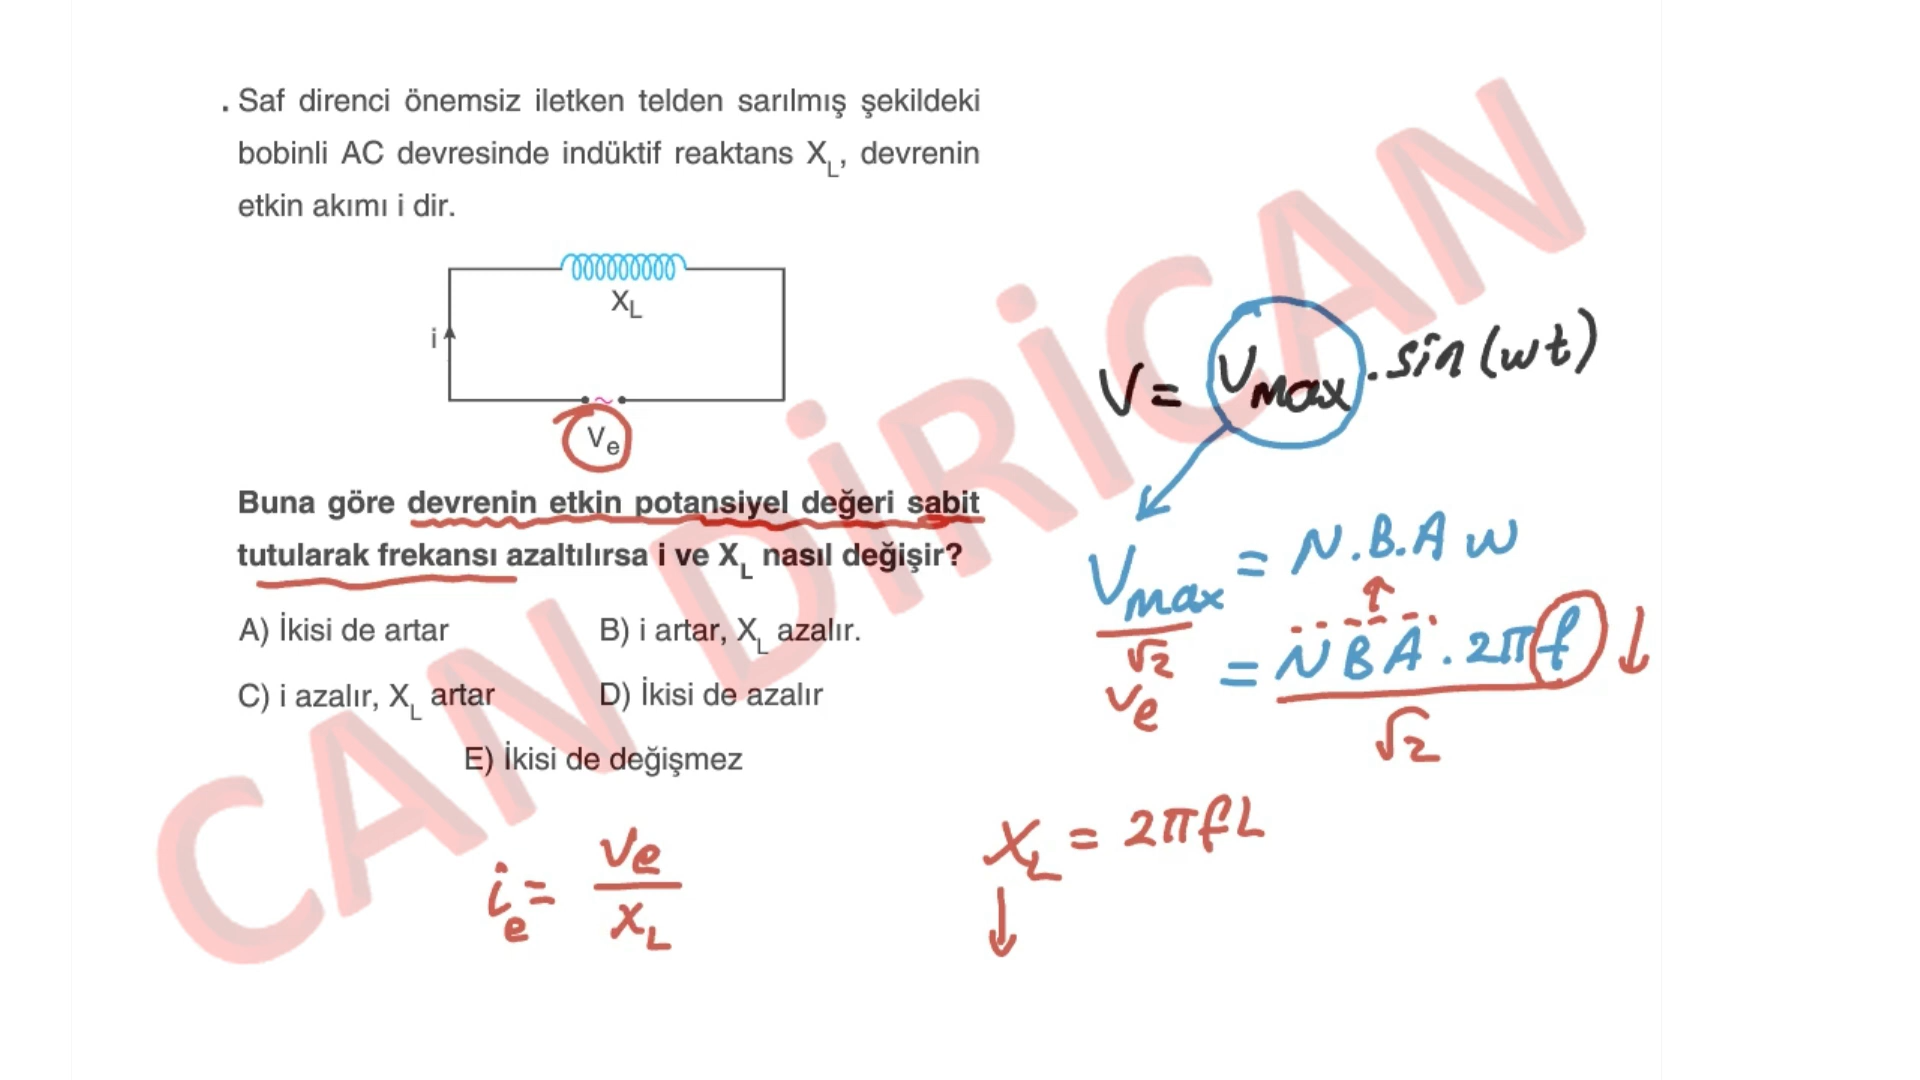 . Saf direnci önemsiz iletken telden sarılmış şekildeki
bobinli AC devresinde indüktif reaktans X_L, devrenin
etkin akımı i dir.
X_L
i
~
V_e
Buna göre devrenin etkin potansiyel değeri sabit
tutularak frekansı azaltılırsa i ve X_L nasıl değişir?
A) İkisi de artar
B) i artar, X_L azalır.
C) i azalır, X_L artar
D) İkisi de azalır
E) İkisi de değişmez
V = V_max . sin (wt)
V_max = N.B.A w
√2
V_e
= N B A . 2π f ↓
√2
i_e = V_e / X_L
X_L = 2πfL
↓
CAN DİRİCAN